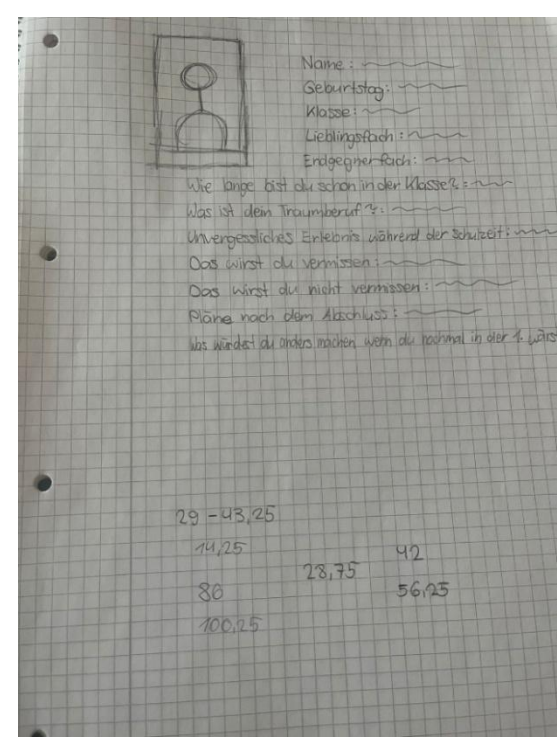 Name:
Geburtstag:
Klasse:
Lieblingsfach:
Endgegnerfach:
Wie lange bist du schon in der Klasse?:
Was ist dein Traumberuf?:
Unvergessliches Erlebnis während der Schulzeit:
Das wirst du vermissen:
Das wirst du nicht vermissen:
Pläne nach dem Abschluss:
Was würdest du anders machen wenn du nochmal in der 1. wärs
29 - 43,25
14,25
42
28,75
86
56,25
100,25